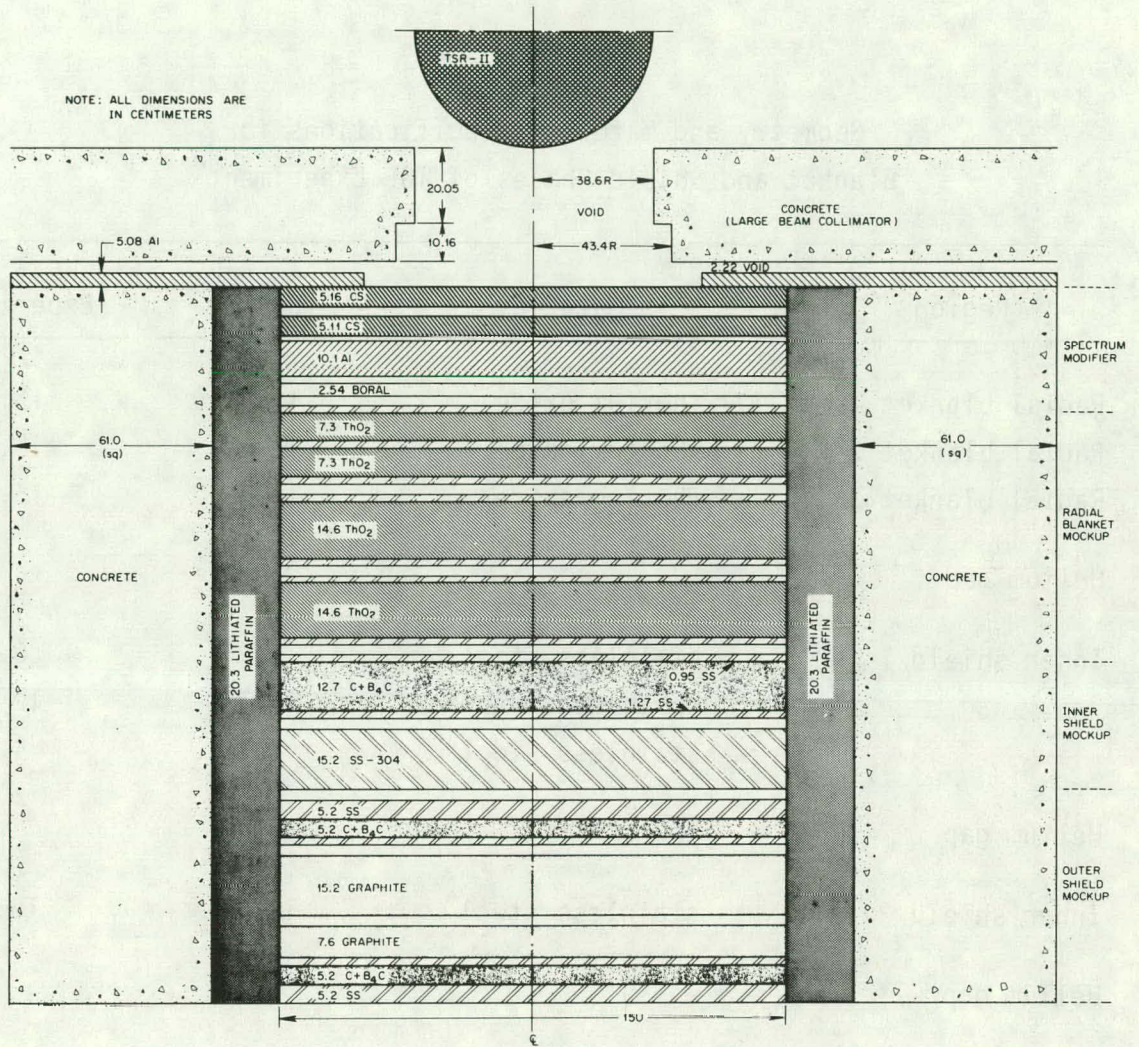 TSR-II
NOTE: ALL DIMENSIONS ARE
IN CENTIMETERS
20.05
38.6R
VOID
CONCRETE
(LARGE BEAM COLLIMATOR)
5.08 Al
10.16
43.4R
2.22 VOID
5.16 CS
5.11 CS
10.1 Al
SPECTRUM
MODIFIER
2.54 BORAL
7.3 ThO2
61.0
(sq)
61.0
(sq)
7.3 ThO2
14.6 ThO2
RADIAL
BLANKET
MOCKUP
CONCRETE
CONCRETE
14.6 ThO2
20.3 LITHIATED
PARAFFIN
20.3 LITHIATED
PARAFFIN
0.95 SS
12.7 C+B4C
1.27 SS
INNER
SHIELD
MOCKUP
15.2 SS-304
5.2 SS
5.2 C+B4C
15.2 GRAPHITE
OUTER
SHIELD
MOCKUP
7.6 GRAPHITE
5.2 C+B4C
5.2 SS
150
℄